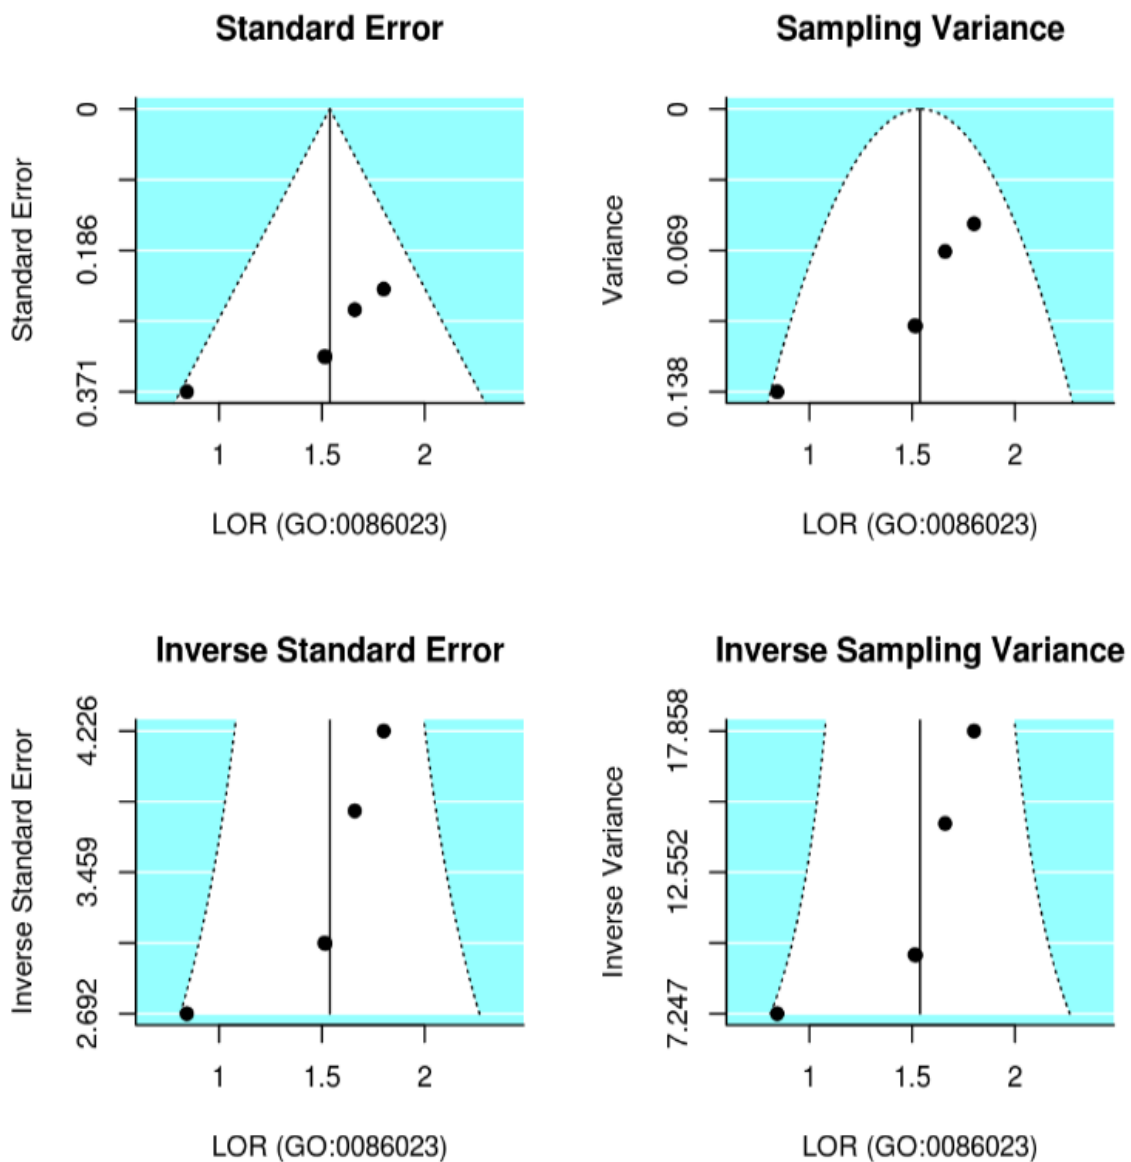 Standard Error
Standard Error
0
0.186
0.371
1
1.5
2
LOR (GO:0086023)
Sampling Variance
Variance
0
0.069
0.138
1
1.5
2
LOR (GO:0086023)
Inverse Standard Error
Inverse Standard Error
4.226
3.459
2.692
1
1.5
2
LOR (GO:0086023)
Inverse Sampling Variance
Inverse Variance
17.858
12.552
7.247
1
1.5
2
LOR (GO:0086023)